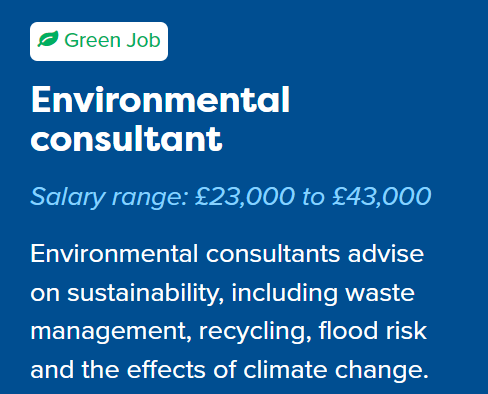 Green Job
Environmental
consultant
Salary range: £23,000 to £43,000
Environmental consultants advise
on sustainability, including waste
management, recycling, flood risk
and the effects of climate change.